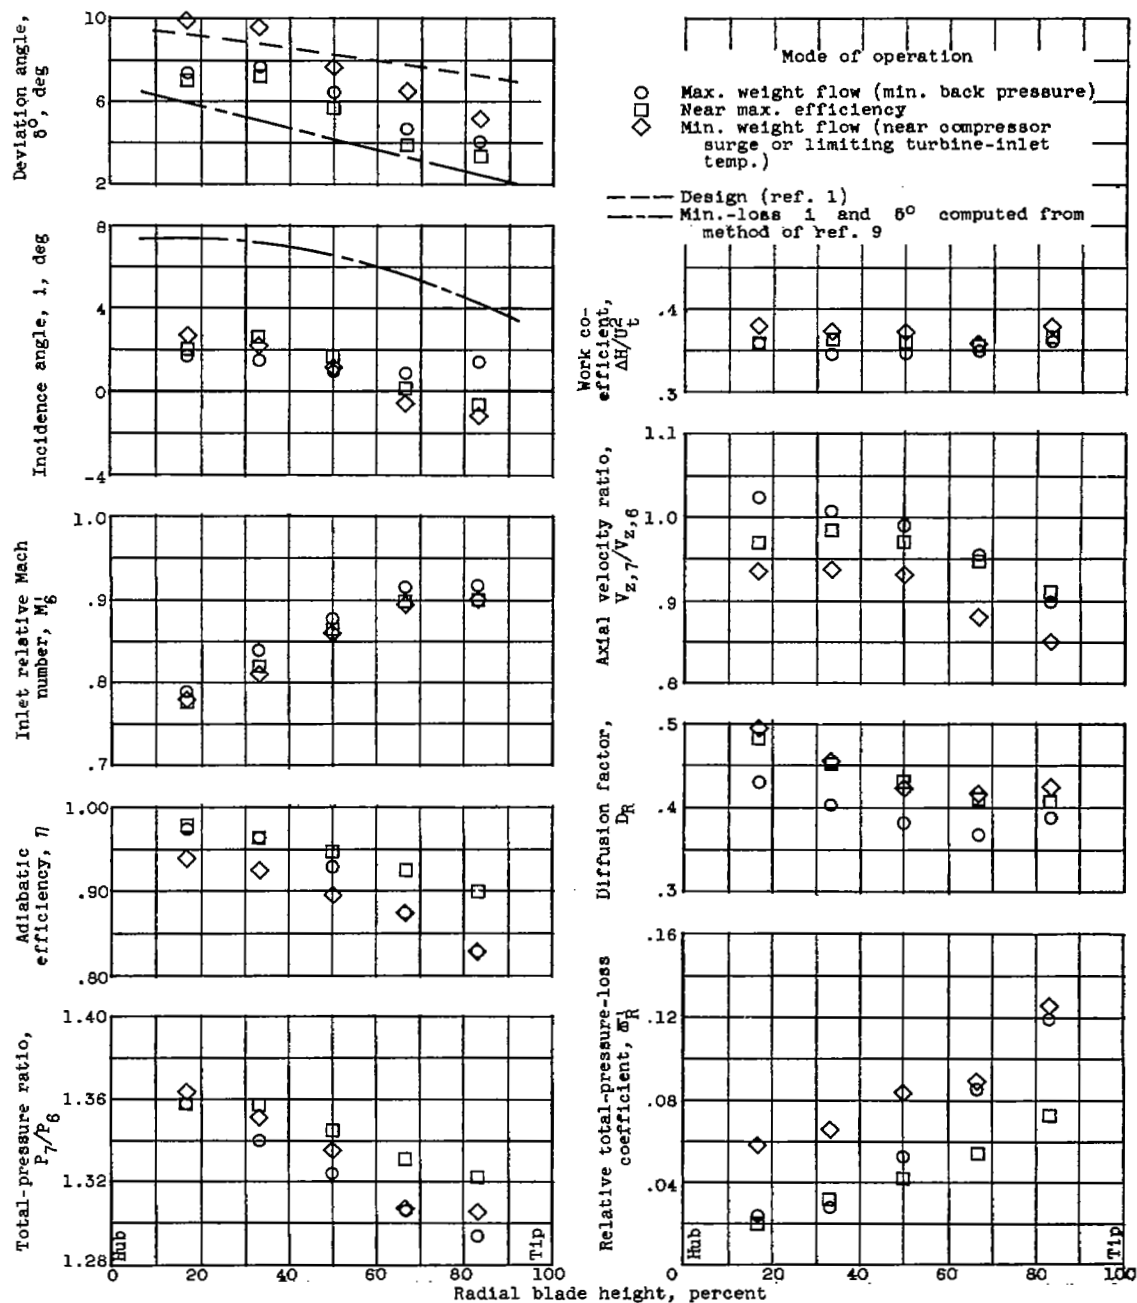 Deviation angle,
δ°, deg
10
6
2
Incidence angle, i, deg
8
4
0
-4
Inlet relative Mach
number, M'6
1.0
.9
.8
.7
Adiabatic
efficiency, η
1.00
.90
.80
Total-pressure ratio,
P7/P6
1.40
1.36
1.32
1.28
Hub
Tip
0 20 40 60 80 100
Mode of operation
Max. weight flow (min. back pressure)
Near max. efficiency
Min. weight flow (near compressor
surge or limiting turbine-inlet
temp.)
Design (ref. 1)
Min.-loss i and δ° computed from
method of ref. 9
Work co-
efficient,
ΔH/U²t
.4
.3
Axial velocity ratio,
Vz,7/Vz,6
1.1
1.0
.9
.8
Diffusion factor,
DR
.5
.4
.3
Relative total-pressure-loss
coefficient, ω̄'R
.16
.12
.08
.04
Hub
Tip
0 20 40 60 80 100
Radial blade height, percent